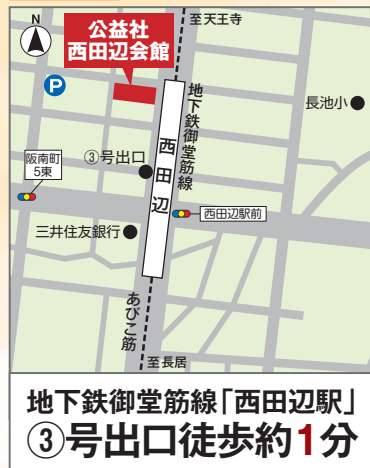 N
至天王寺
公益社
西田辺会館
P
地下鉄御堂筋線
長池小
③号出口
阪南町
5東
西田辺
西田辺駅前
三井住友銀行
あびこ筋
至長居
地下鉄御堂筋線「西田辺駅」
③号出口徒歩約1分